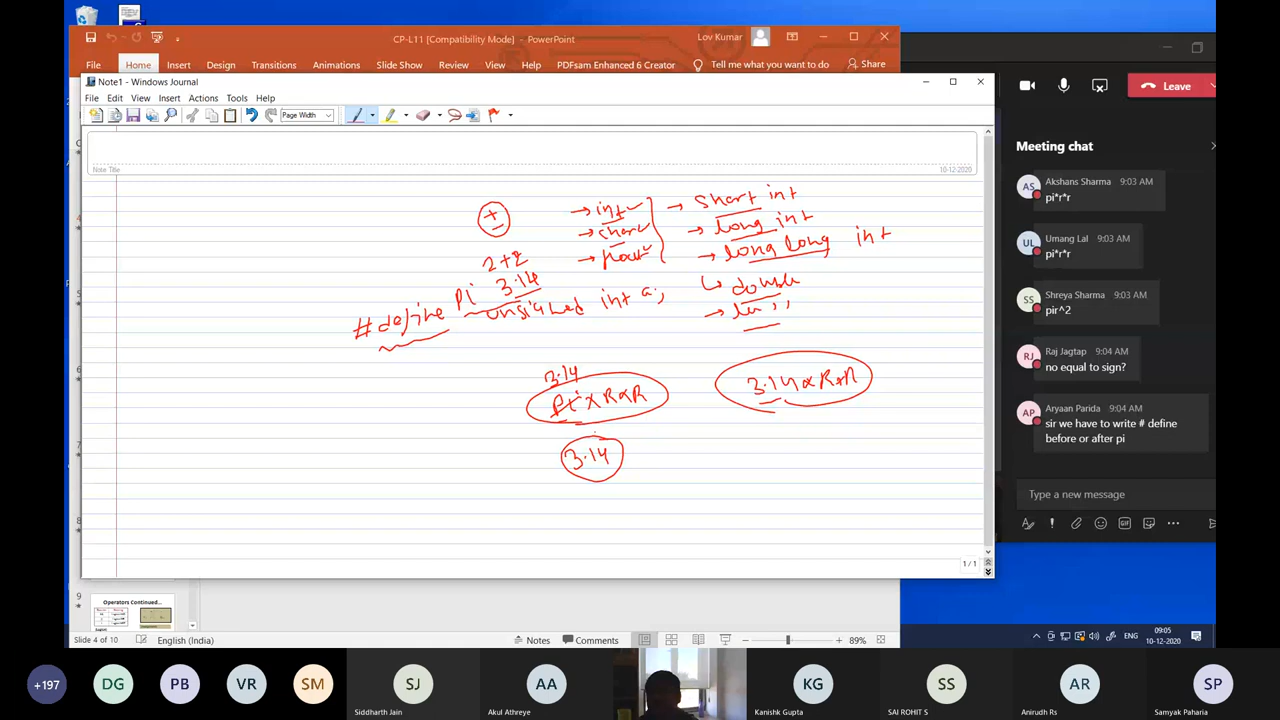 CP-L11 [Compatibility Mode] - PowerPoint
Lov Kumar
File Home Insert Design Transitions Animations Slide Show Review View Help PDFsam Enhanced 6 Creator Tell me what you want to do Share
Note1 - Windows Journal
File Edit View Insert Actions Tools Help
Page Width
Note Title
10-12-2020
+ → int → short int
→ char → long int
2+2 → float → long long int
#define Pi 3.14
unsigned int a;
double
3.14
Pi x R x R
3.14 * R * R
3.14
1 / 1
9
Operators Continued...
Slide 4 of 10 English (India) Notes Comments 89%
Leave
Meeting chat
AS Akshans Sharma 9:03 AM
pi*r*r
UL Umang Lal 9:03 AM
pi*r*r
SS Shreya Sharma 9:03 AM
pir^2
RJ Raj Jagtap 9:04 AM
no equal to sign?
AP Aryaan Parida 9:04 AM
sir we have to write # define
before or after pi
Type a new message
GIF
ENG 09:05
10-12-2020
+197 DG PB VR SM SJ AA KG SS AR SP
Siddharth Jain Akul Athreye Kanishk Gupta SAI ROHIT S Anirudh Rs Samyak Paharia